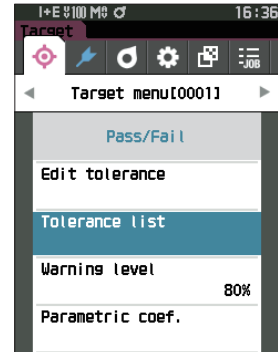 I+E 100 M0 16:36
Target
-JOB
Target menu[0001]
Pass/Fail
Edit tolerance
Tolerance list
Warning level
80%
Parametric coef.